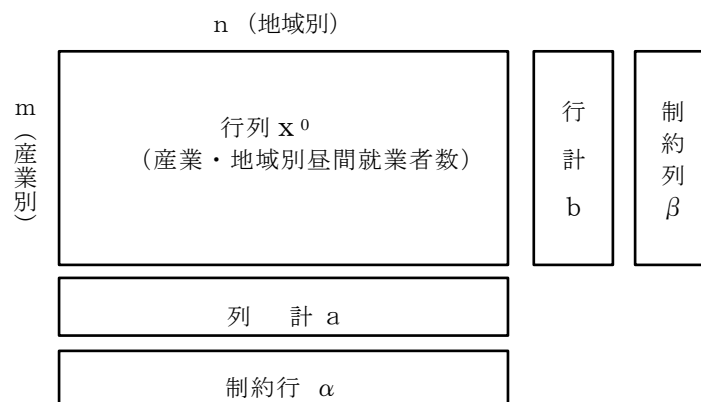 n （地域別）
m（産業別）
行列 x⁰
（産業・地域別昼間就業者数）
行計 b
制約列 β
列 計 a
制約行 α